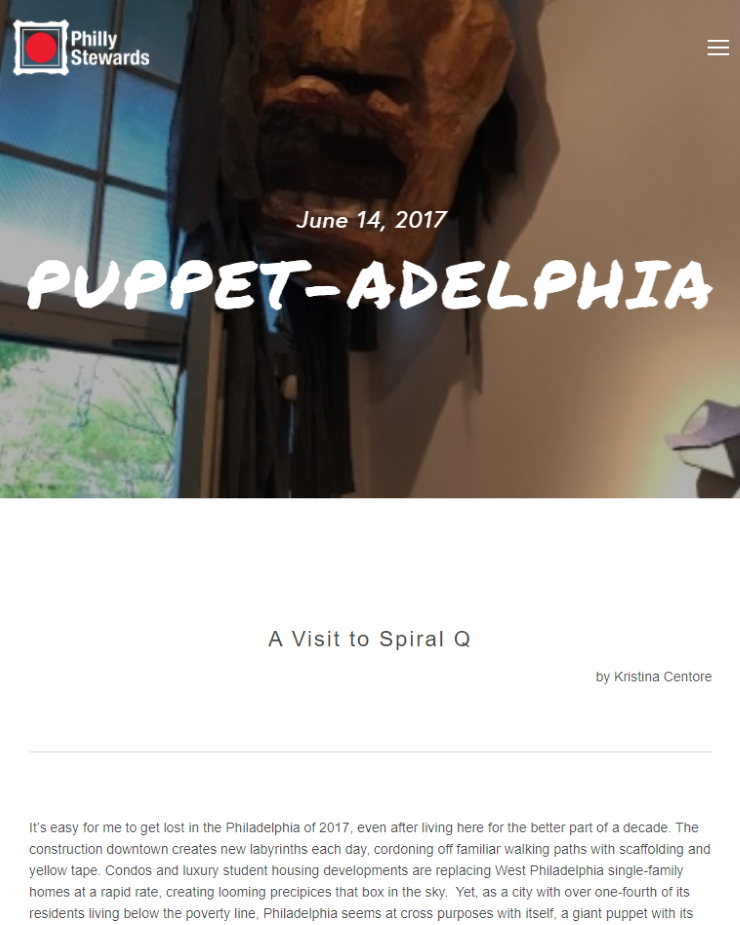 Philly
Stewards
June 14, 2017
PUPPET-ADELPHIA
A Visit to Spiral Q
by Kristina Centore
It's easy for me to get lost in the Philadelphia of 2017, even after living here for the better part of a decade. The
construction downtown creates new labyrinths each day, cordoning off familiar walking paths with scaffolding and
yellow tape. Condos and luxury student housing developments are replacing West Philadelphia single-family
homes at a rapid rate, creating looming precipices that box in the sky.  Yet, as a city with over one-fourth of its
residents living below the poverty line, Philadelphia seems at cross purposes with itself, a giant puppet with its